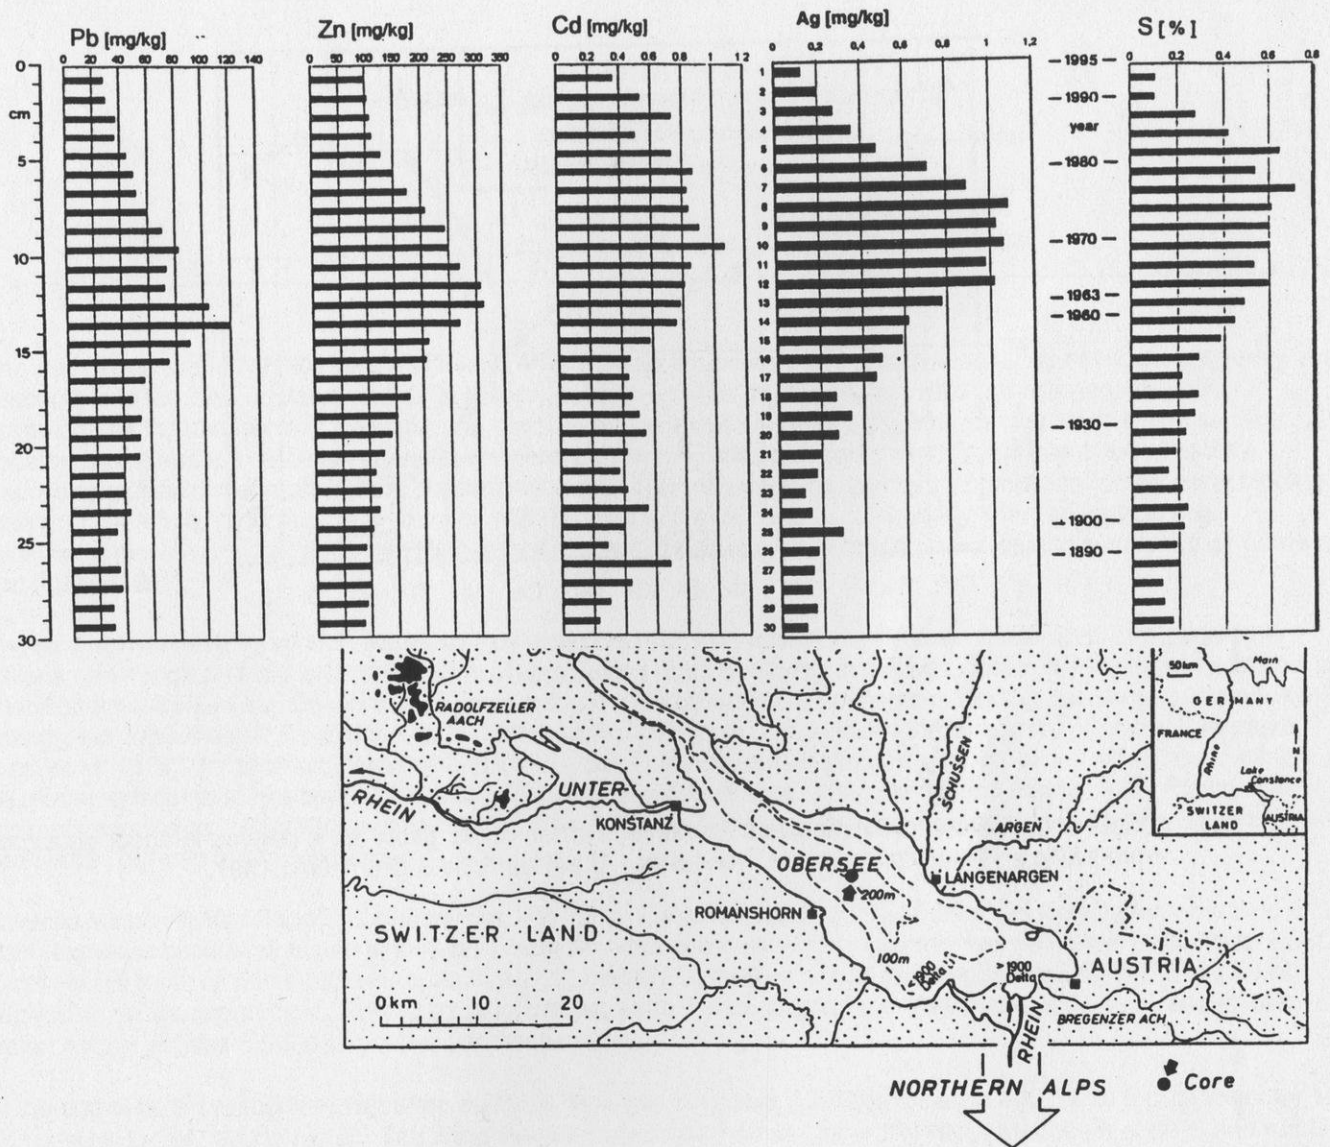 Pb [mg/kg]
0 20 40 60 80 100 120 140
Zn [mg/kg]
0 50 100 150 200 250 300 350
Cd [mg/kg]
0 0.2 0.4 0.6 0.8 1 1.2
Ag [mg/kg]
0 0,2 0,4 0,6 0,8 1 1,2
S [ % ]
0 0.2 0.4 0.6 0.8
0
cm
5
10
15
20
25
30
1
2
3
4
5
6
7
8
9
10
11
12
13
14
15
16
17
18
19
20
21
22
23
24
25
26
27
28
29
30
1995
1990
year
1980
1970
1963
1960
1930
1900
1890
RADOLFZELLER
AACH
RHEIN
UNTER-
KONSTANZ
OBERSEE
200m
ROMANSHORN
100m
SCHUSSEN
ARGEN
LANGENARGEN
SWITZER LAND
<1900
Delta
>1900
Delta
AUSTRIA
BREGENZER ACH
RHEIN
0 km 10 20
NORTHERN ALPS
Core
50 km
Main
GERMANY
FRANCE
Rhine
N
Lake
Constance
SWITZER
LAND
AUSTRIA